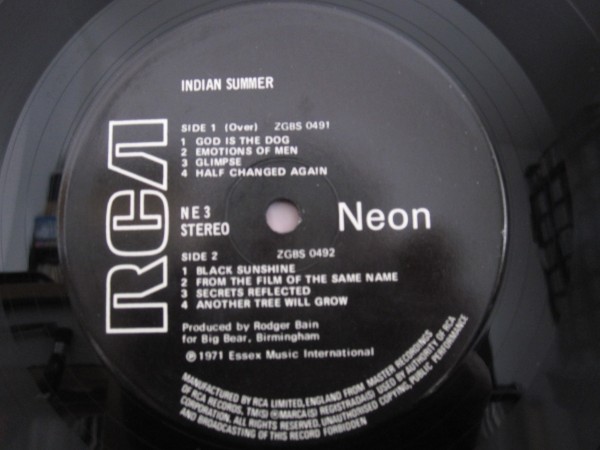 INDIAN SUMMER
RCA
SIDE 1 (Over) ZGBS 0491
1 GOD IS THE DOG
2 EMOTIONS OF MEN
3 GLIMPSE
4 HALF CHANGED AGAIN
NE3
STEREO
Neon
SIDE 2 ZGBS 0492
1 BLACK SUNSHINE
2 FROM THE FILM OF THE SAME NAME
3 SECRETS REFLECTED
4 ANOTHER TREE WILL GROW
Produced by Rodger Bain
for Big Bear, Birmingham
℗ 1971 Essex Music International
MANUFACTURED BY RCA LIMITED, ENGLAND FROM MASTER RECORDINGS
OF RCA RECORDS, TM(S) ® MARCA(S) REGISTRADA(S) USED BY AUTHORITY OF RCA
CORPORATION. ALL RIGHTS RESERVED. UNAUTHORISED COPYING, PUBLIC PERFORMANCE
AND BROADCASTING OF THIS RECORD FORBIDDEN